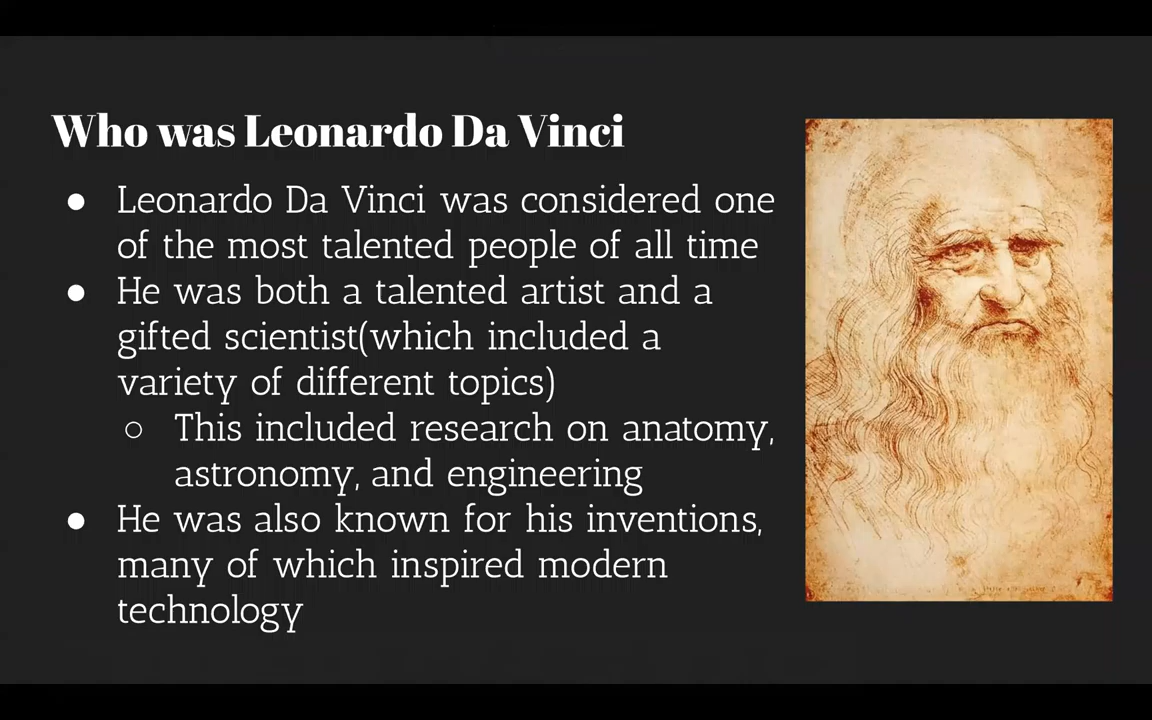 Who was Leonardo Da Vinci
● Leonardo Da Vinci was considered one
of the most talented people of all time
● He was both a talented artist and a
gifted scientist(which included a
variety of different topics)
○ This included research on anatomy,
astronomy, and engineering
● He was also known for his inventions,
many of which inspired modern
technology